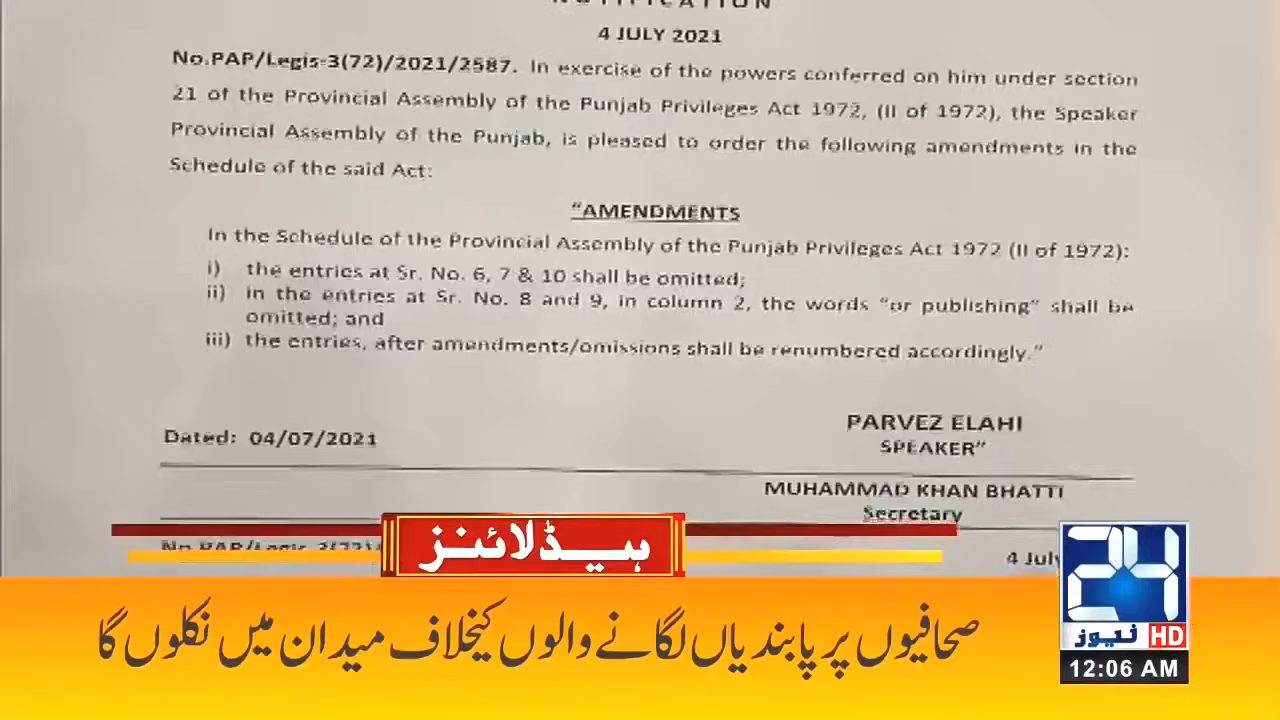 NOTIFICATION
4 JULY 2021
No.PAP/Legis-3(72)/2021/2587. In exercise of the powers conferred on him under section
21 of the Provincial Assembly of the Punjab Privileges Act 1972, (II of 1972), the Speaker
Provincial Assembly of the Punjab, is pleased to order the following amendments in the
Schedule of the said Act:
"AMENDMENTS
In the Schedule of the Provincial Assembly of the Punjab Privileges Act 1972 (II of 1972):
i) the entries at Sr. No. 6, 7 & 10 shall be omitted;
ii) in the entries at Sr. No. 8 and 9, in column 2, the words "or publishing" shall be
omitted; and
iii) the entries, after amendments/omissions shall be renumbered accordingly."
PARVEZ ELAHI
Dated: 04/07/2021
SPEAKER"
MUHAMMAD KHAN BHATTI
Secretary
4 July
ہیڈلائنز
صحافیوں پر پابندیاں لگانے والوں کیخلاف میدان میں نکلوں گا
24
نیوز HD
12:06 AM